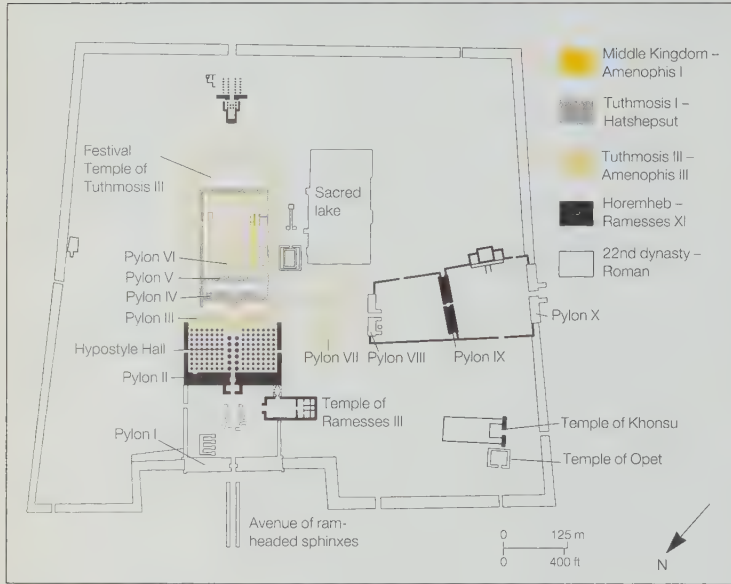 Middle Kingdom –
Amenophis I
Tuthmosis I –
Hatshepsut
Tuthmosis III –
Amenophis III
Horemheb –
Ramesses XI
22nd dynasty –
Roman
Festival
Temple of
Tuthmosis III
Sacred
lake
Pylon VI
Pylon V
Pylon IV
Pylon III
Hypostyle Hall
Pylon II
Pylon I
Pylon VII
Pylon VIII
Pylon IX
Pylon X
Temple of
Ramesses III
Temple of Khonsu
Temple of Opet
Avenue of ram-
headed sphinxes
0 125 m
0 400 ft
N